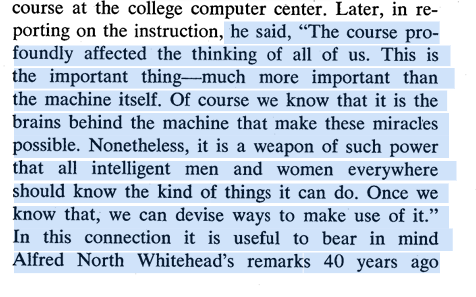 course at the college computer center. Later, in re-
porting on the instruction, he said, “The course pro-
foundly affected the thinking of all of us. This is
the important thing—much more important than
the machine itself. Of course we know that it is the
brains behind the machine that make these miracles
possible. Nonetheless, it is a weapon of such power
that all intelligent men and women everywhere
should know the kind of things it can do. Once we
know that, we can devise ways to make use of it.”
In this connection it is useful to bear in mind
Alfred North Whitehead’s remarks 40 years ago